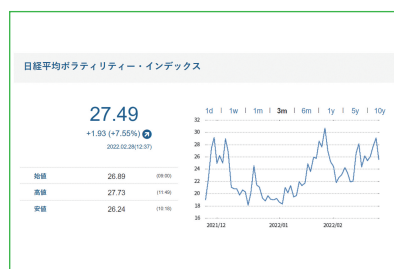 日経平均ボラティリティー・インデックス
27.49
+1.93 (+7.55%)
2022.02.28(12:37)
始値 26.89 (09:00)
高値 27.73 (11:49)
安値 26.24 (10:18)
1d | 1w | 1m | 3m | 6m | 1y | 5y | 10y
32
30
28
26
24
22
20
18
16
2021/12 2022/01 2022/02